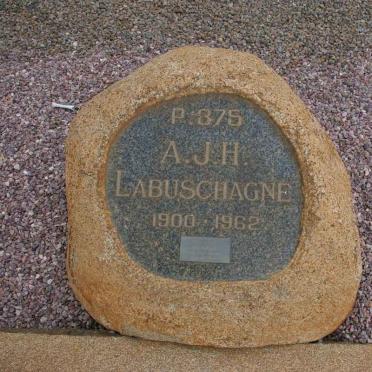 P. 375
A.J.H.
LABUSCHAGNE
1900 - 1962